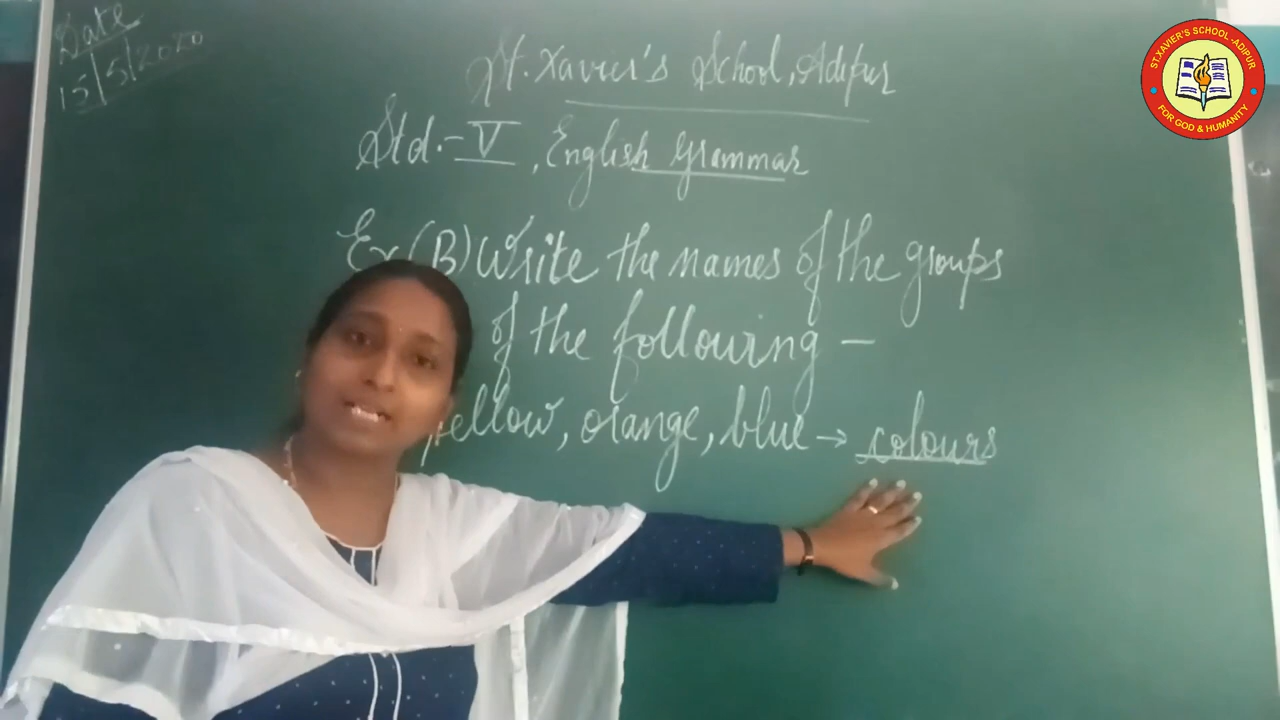 Date
15/5/2020
St. Xavier's School, Adipur
Std.- V , English Grammar
Ex (B) Write the names of the groups
of the following -
yellow, orange, blue → colours
ST.XAVIER'S SCHOOL-ADIPUR
FOR GOD & HUMANITY